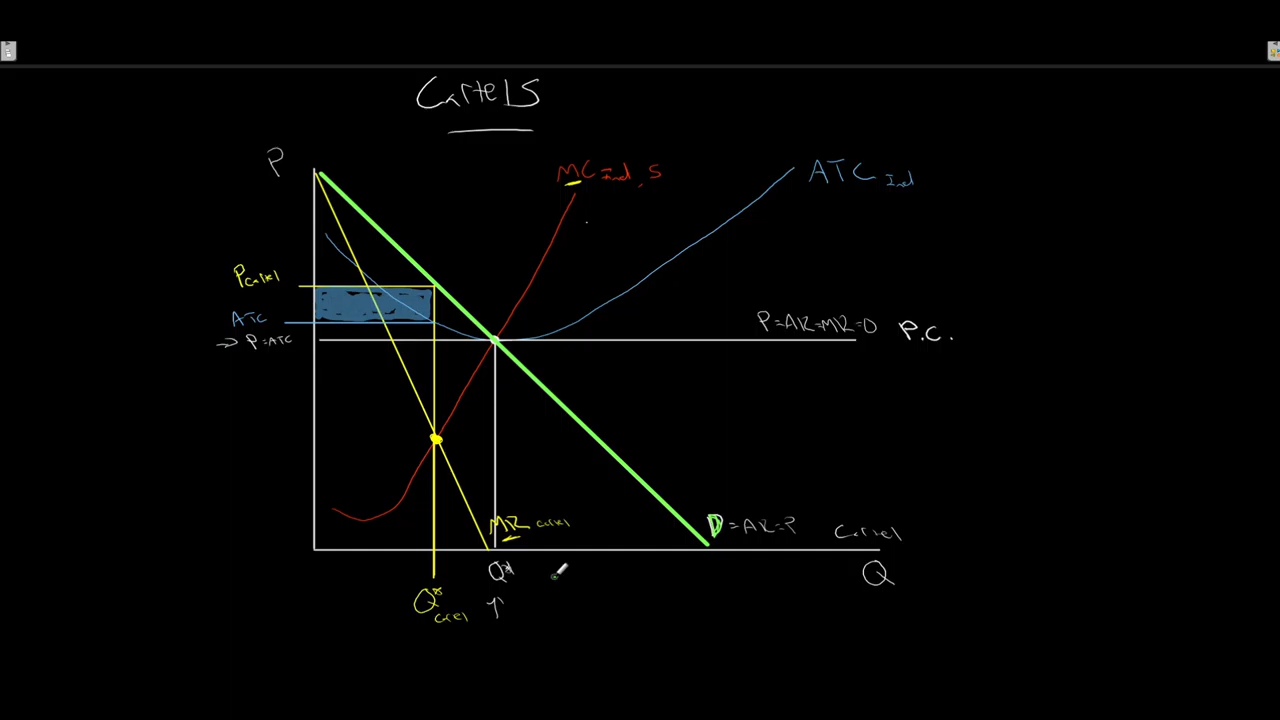 Cartels
P
MC Ind, S
ATC Ind
P Cartel
ATC
→ P=ATC
P=AR=MR=D P.C.
MR Cartel
D=AR=P Cartel
Q*
Q
Q* Cartel
↑